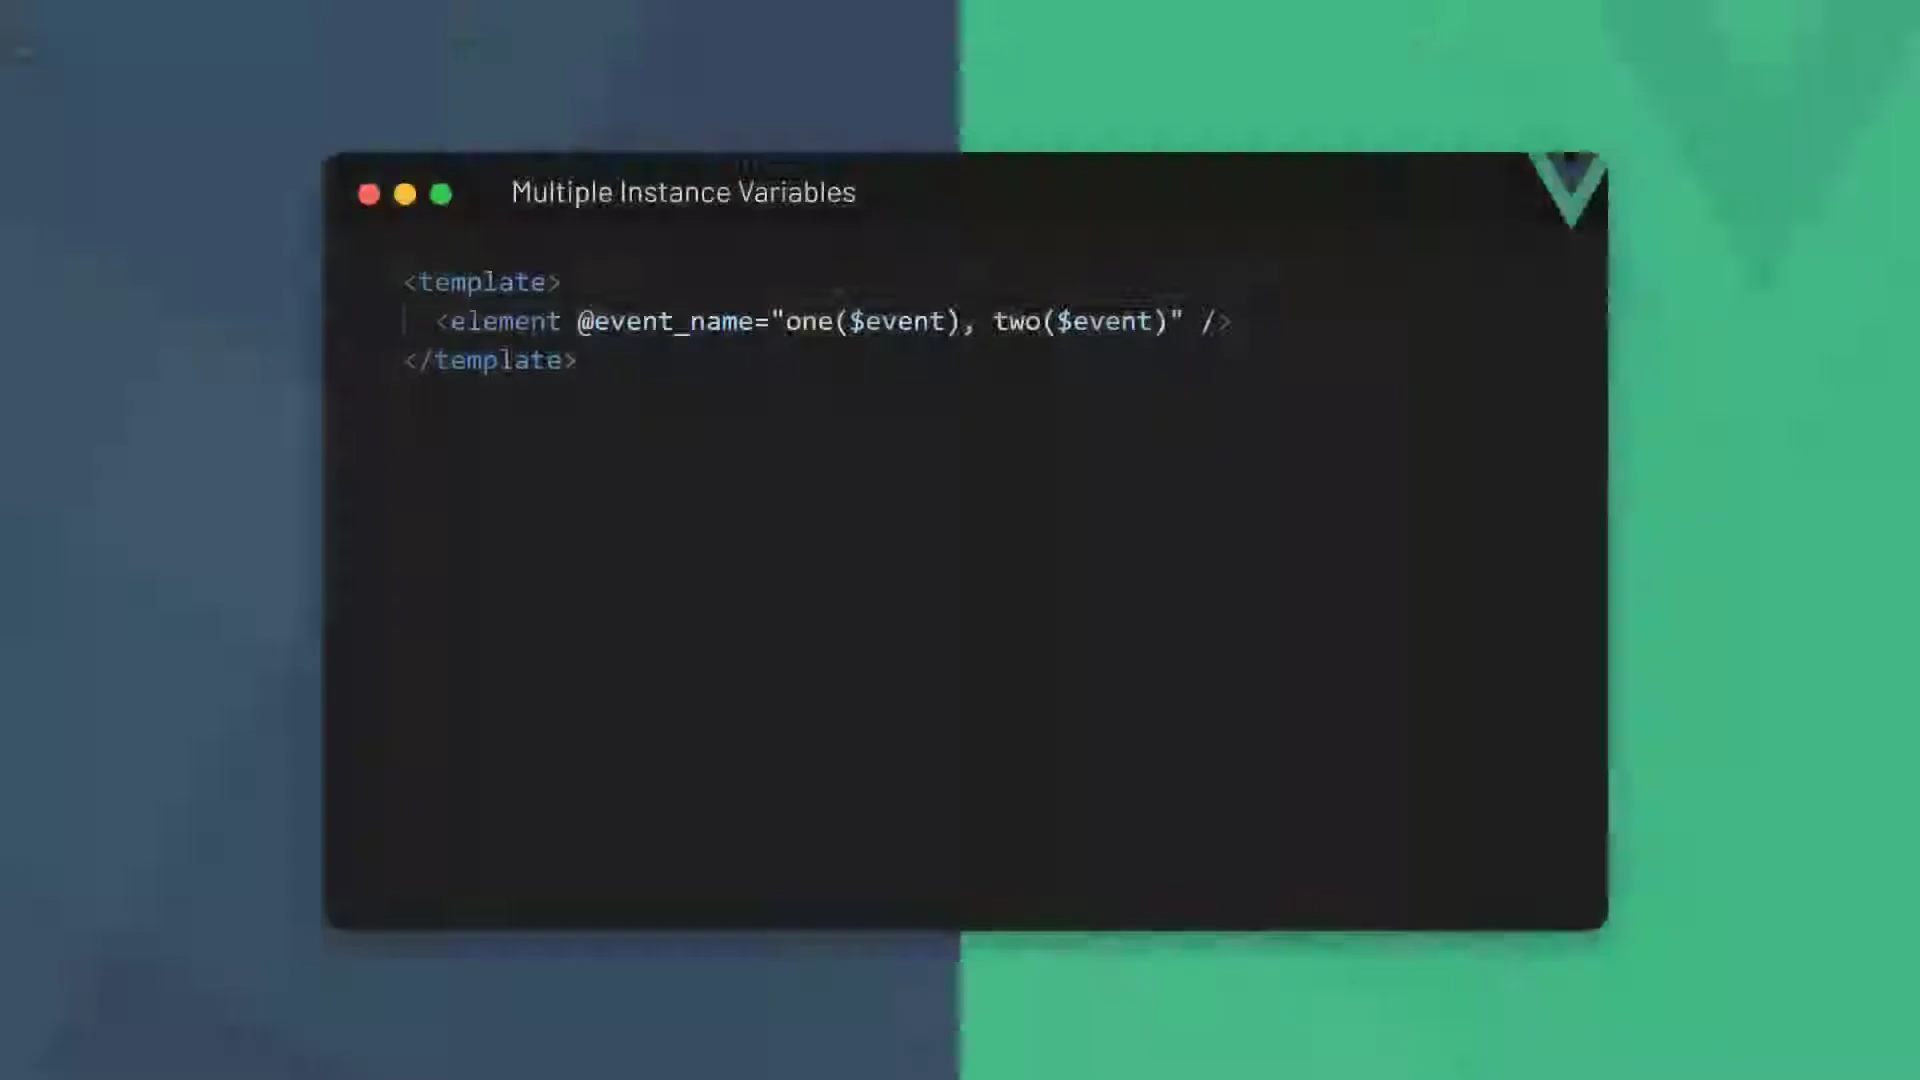 Multiple Instance Variables
<template>
<element @event_name="one($event), two($event)" />
</template>